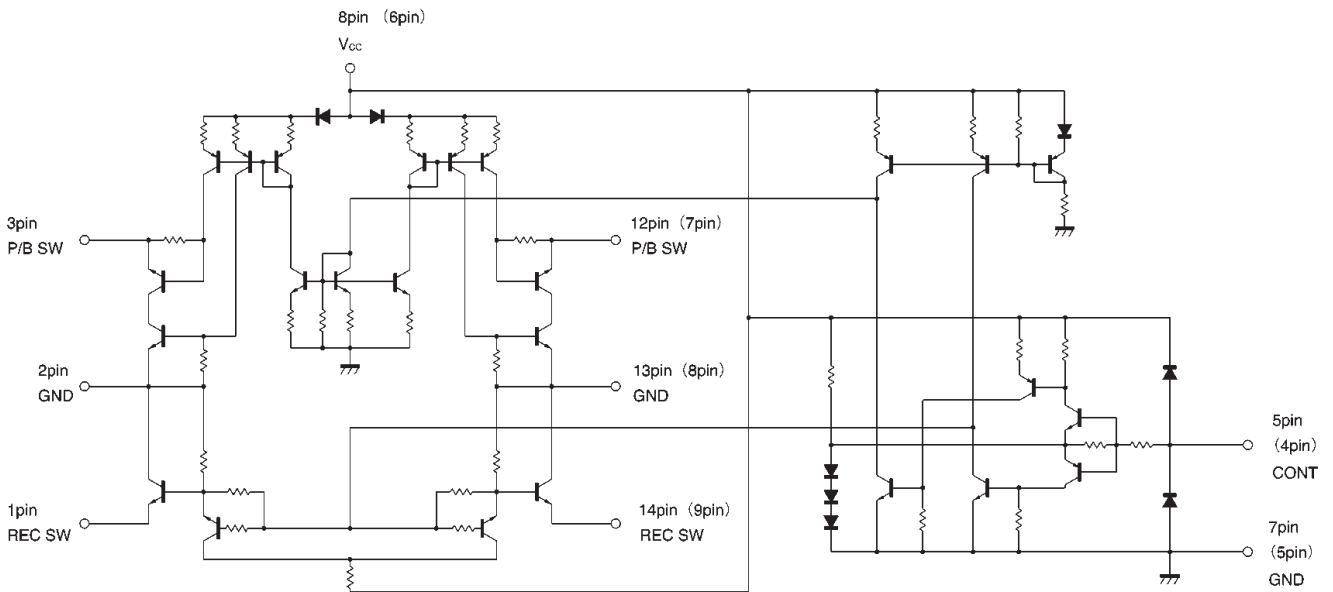 8pin (6pin)
Vcc
3pin
P/B SW
12pin (7pin)
P/B SW
2pin
GND
13pin (8pin)
GND
5pin
(4pin)
CONT
1pin
REC SW
14pin (9pin)
REC SW
7pin
(5pin)
GND